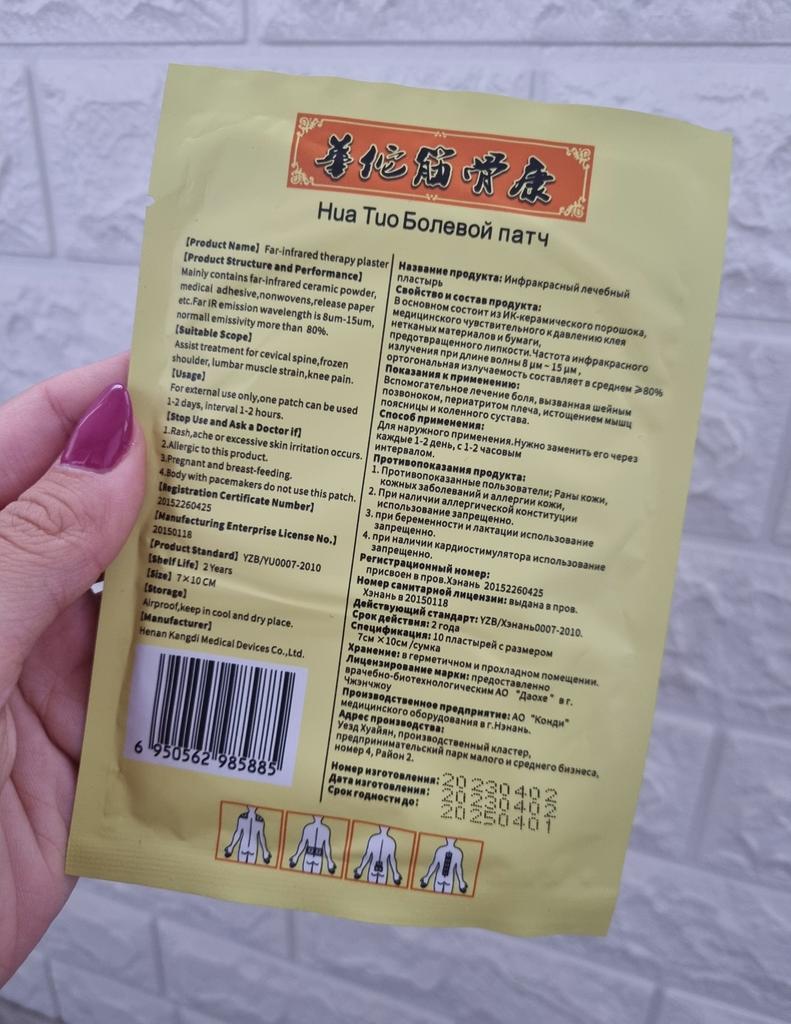 華佗筋骨康
Hua Tuo Болевой патч
【Product Name】 Far-infrared therapy plaster
【Product Structure and Performance】
Mainly contains far-infrared ceramic powder,
medical adhesive,nonwovens,release paper
etc.Far IR emission wavelength is 8um-15um,
normall emissivity more than 80%.
【Suitable Scope】
Assist treatment for cevical spine,frozen
shoulder, lumbar muscle strain,knee pain.
【Usage】
For external use only,one patch can be used
1-2 days, interval 1-2 hours.
【Stop Use and Ask a Doctor if】
1.Rash,ache or excessive skin irritation occurs.
2.Allergic to this product.
3.Pregnant and breast-feeding.
4.Body with pacemakers do not use this patch.
【Registration Certificate Number】
20152260425
【Manufacturing Enterprise License No.】
20150118
【Product Standard】 YZB/YU0007-2010
【Shelf Life】 2 Years
【Size】 7×10 CM
【Storage】
Airproof,keep in cool and dry place.
【Manufacturer】
Henan Kangdi Medical Devices Co.,Ltd.
6 950562 985885
Название продукта: Инфракрасный лечебный
пластырь
Свойство и состав продукта:
В основном состоит из ИК-керамического порошока,
медицинского чувствительного к давлению клея
нетканых материалов и бумаги,
предотвращенного липкости.Частота инфракрасного
излучения при длине волны 8 μм ~ 15 μм ,
ортогональная излучаемость составляет в среднем ⩾80%
Показания к применению:
Вспомогательное лечение боля, вызванная шейным
позвоноком, периатритом плеча, истощением мышц
поясницы и коленного сустава.
Способ применения:
Для наружного применения.Нужно заменить его через
каждые 1-2 день, с 1-2 часовым
интервалом.
Противопоказания продукта:
1. Противопоказанные пользователи; Раны кожи,
кожных заболеваний и аллергии кожи,
2. При наличии аллергической конституции
использование запрещенно.
3. при беременности и лактации использование
запрещенно.
4. при наличии кардиостимулятора использование
запрещенно.
Регистрационный номер:
присвоен в пров.Хэнань 20152260425
Номер санитарной лицензии: выдана в пров.
Хэнань в 20150118
Действующий стандарт: YZB/Хэнань0007-2010.
Срок действия: 2 года
Спецификация: 10 пластырей с размером
7см ×10см /сумка
Хранение: в герметичном и прохладном помещении.
Лицензирование марки: предоставленно
врачебно-биотехнологическим АО "Даохе" в г.
Чжэнчжоу
Производственное предприятие: АО "Конди"
медицинского оборудования в г.Нэнань.
Адрес производства:
Уезд Хуайян, производственный кластер,
предпринимательский парк малого и среднего бизнеса,
номер 4, Район 2.
Номер изготовления: 20230402
Дата изготовления: 20230402
Срок годности до: 20250401